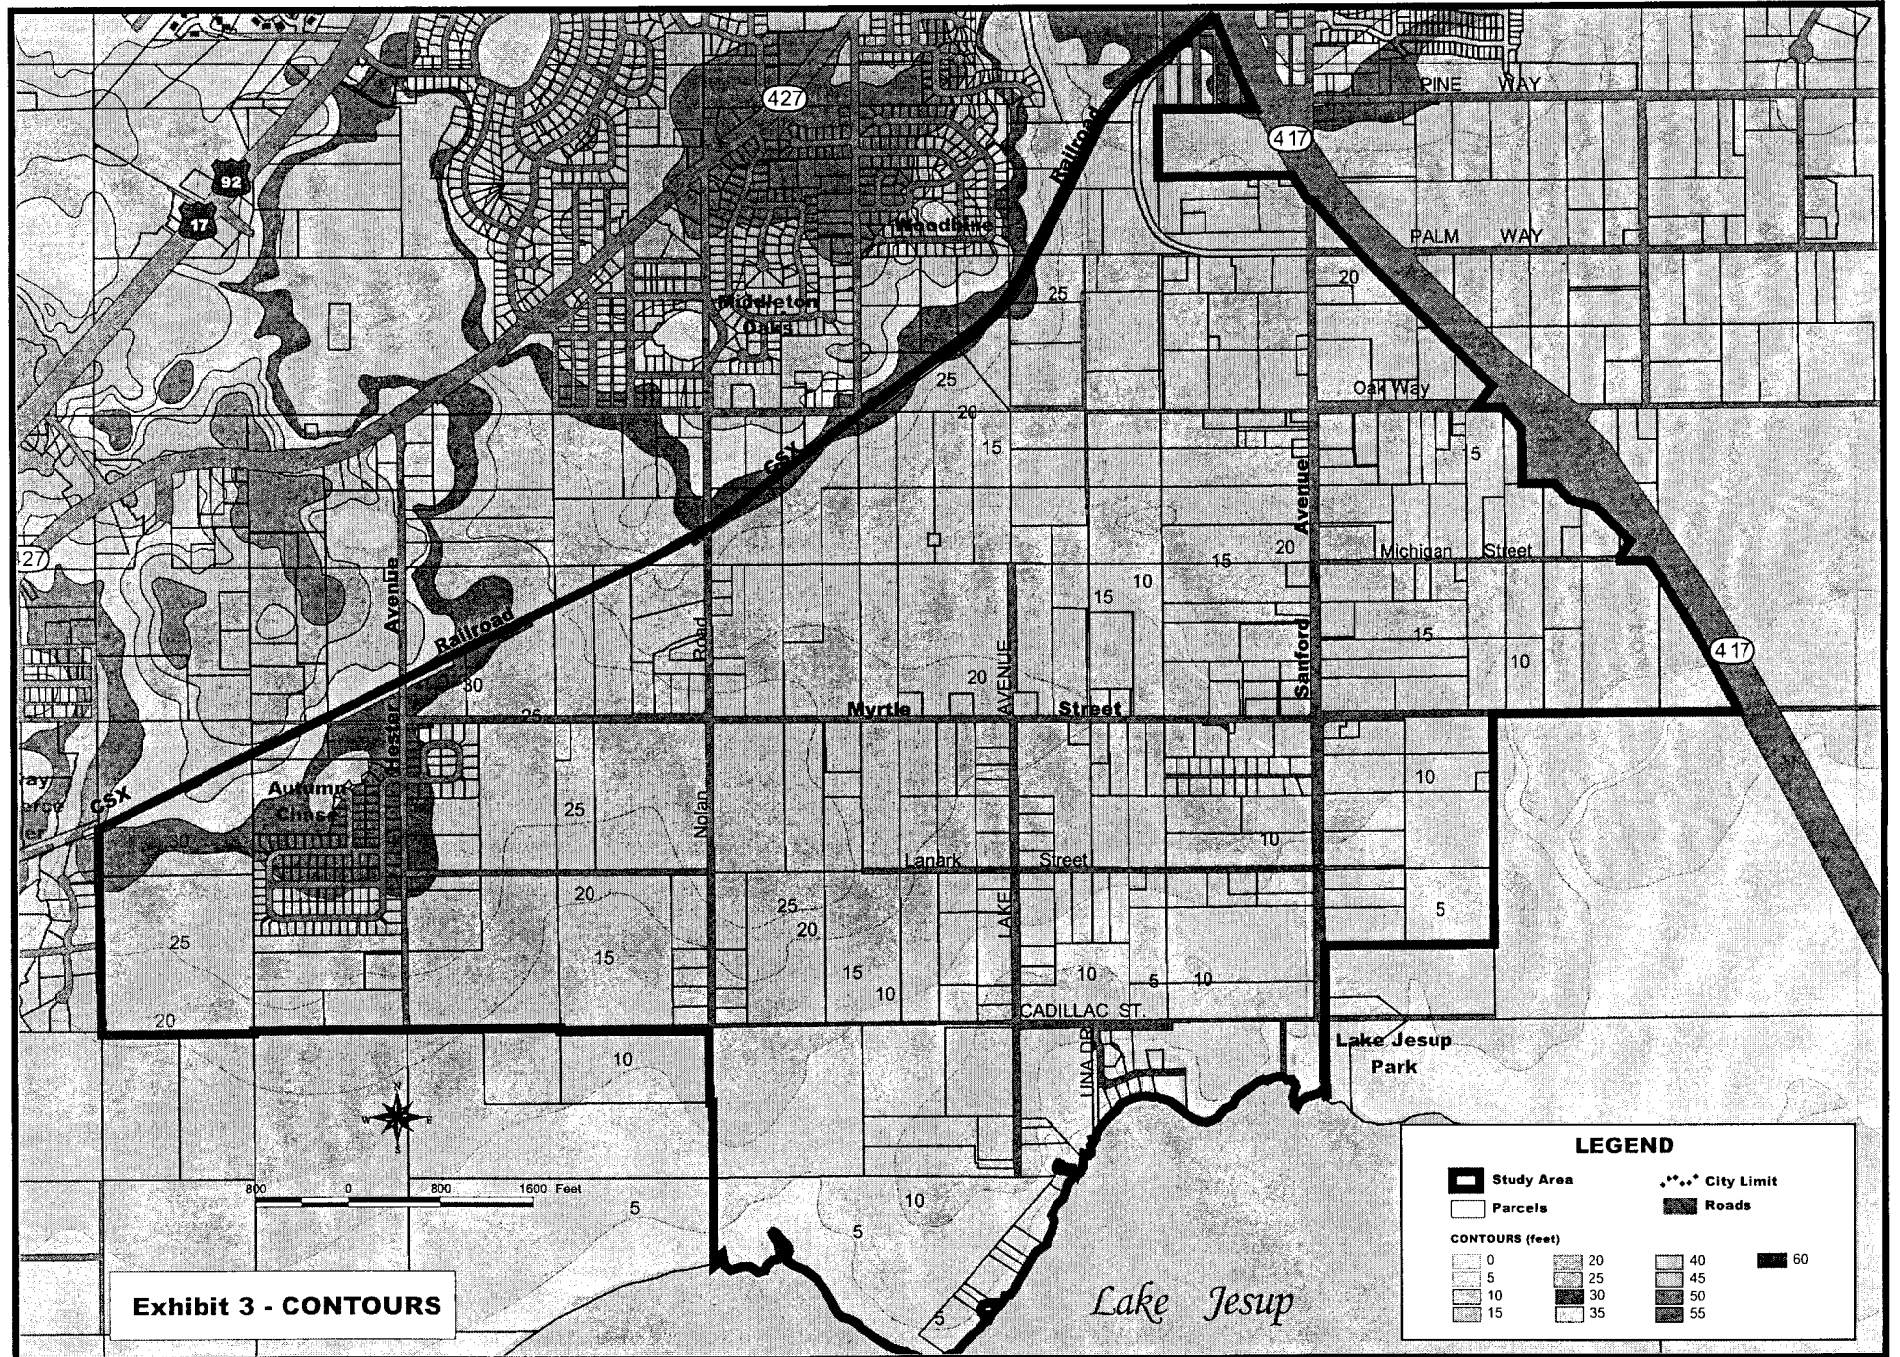 PINE WAY
427
417
92
17
Railroad
Woodbine
PALM WAY
20
25
Middleton
Oaks
25
Oak Way
20
15
5
CSX
Avenue
Michigan Street
20
15
10
15
27
Avenue
Railroad
Road
AVENUE
Sanford
15
10
417
30
25
20
Myrtle Street
Hester
Autumn
Chase
CSX
30
25
Nolan
10
10
Lanark Street
20
25
20
LAKE
5
25
15
15
10
10
5
10
20
CADILLAC ST.
10
LINA DR.
Lake Jesup
Park
N
W
E
S
800 0 800 1600 Feet
5
10
5
5
Lake Jesup
Exhibit 3 - CONTOURS
LEGEND
Study Area
City Limit
Parcels
Roads
CONTOURS (feet)
0
5
10
15
20
25
30
35
40
45
50
55
60